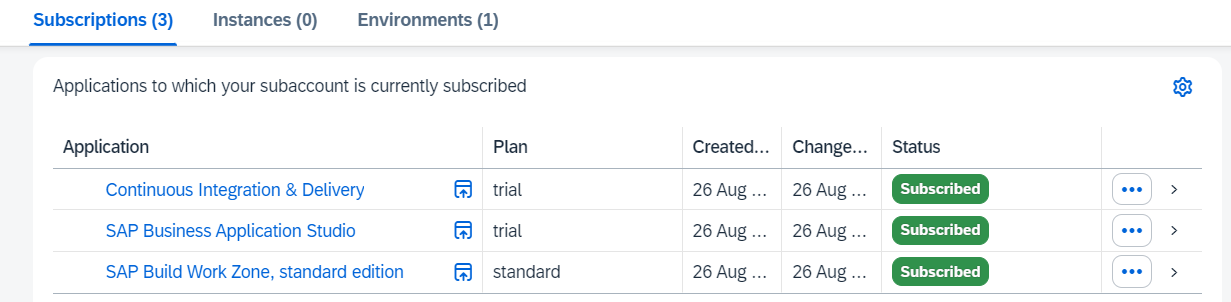 Subscriptions (3) Instances (0) Environments (1)
Applications to which your subaccount is currently subscribed
Application Plan Created... Change... Status
Continuous Integration & Delivery trial 26 Aug ... 26 Aug ... Subscribed
SAP Business Application Studio trial 26 Aug ... 26 Aug ... Subscribed
SAP Build Work Zone, standard edition standard 26 Aug ... 26 Aug ... Subscribed